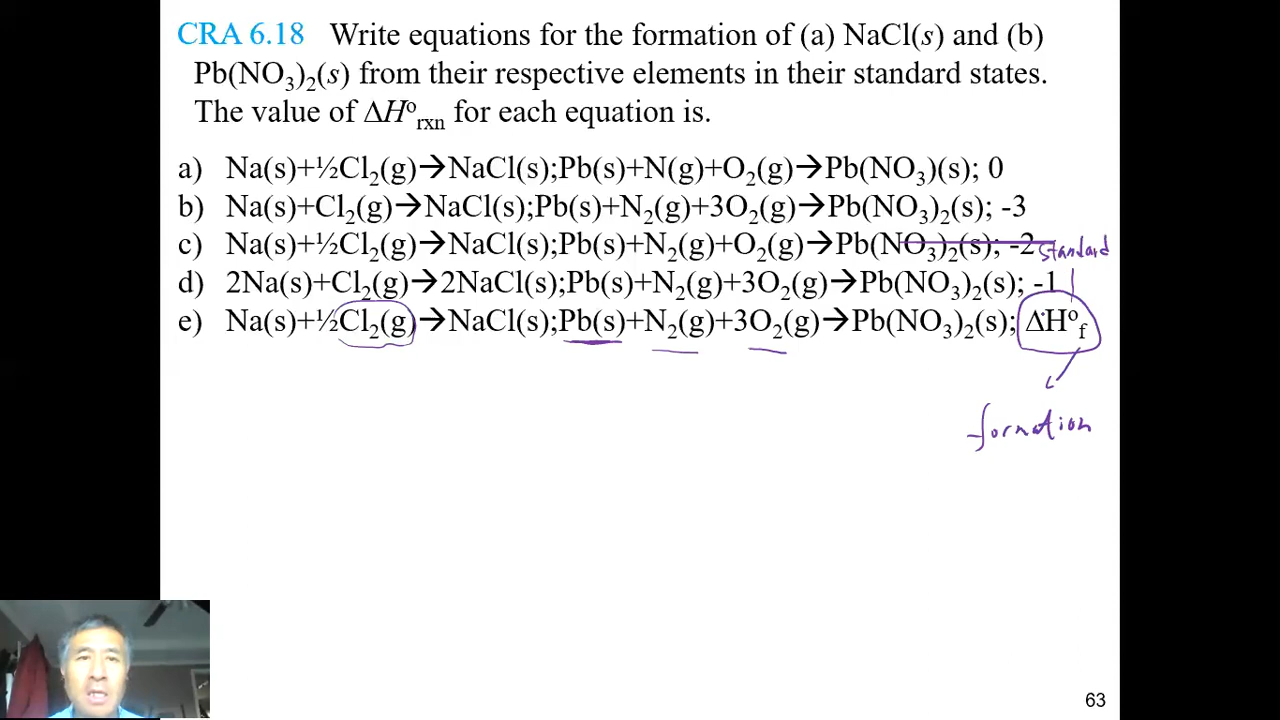 CRA 6.18 Write equations for the formation of (a) NaCl(s) and (b)
Pb(NO₃)₂(s) from their respective elements in their standard states.
The value of ΔH°rxn for each equation is.
a) Na(s)+½Cl₂(g)→NaCl(s);Pb(s)+N(g)+O₂(g)→Pb(NO₃)(s); 0
b) Na(s)+Cl₂(g)→NaCl(s);Pb(s)+N₂(g)+3O₂(g)→Pb(NO₃)₂(s); -3
c) Na(s)+½Cl₂(g)→NaCl(s);Pb(s)+N₂(g)+O₂(g)→Pb(NO₃)₂(s); -2
standard
d) 2Na(s)+Cl₂(g)→2NaCl(s);Pb(s)+N₂(g)+3O₂(g)→Pb(NO₃)₂(s); -1
e) Na(s)+½Cl₂(g)→NaCl(s);Pb(s)+N₂(g)+3O₂(g)→Pb(NO₃)₂(s); ΔH°f
formation
63